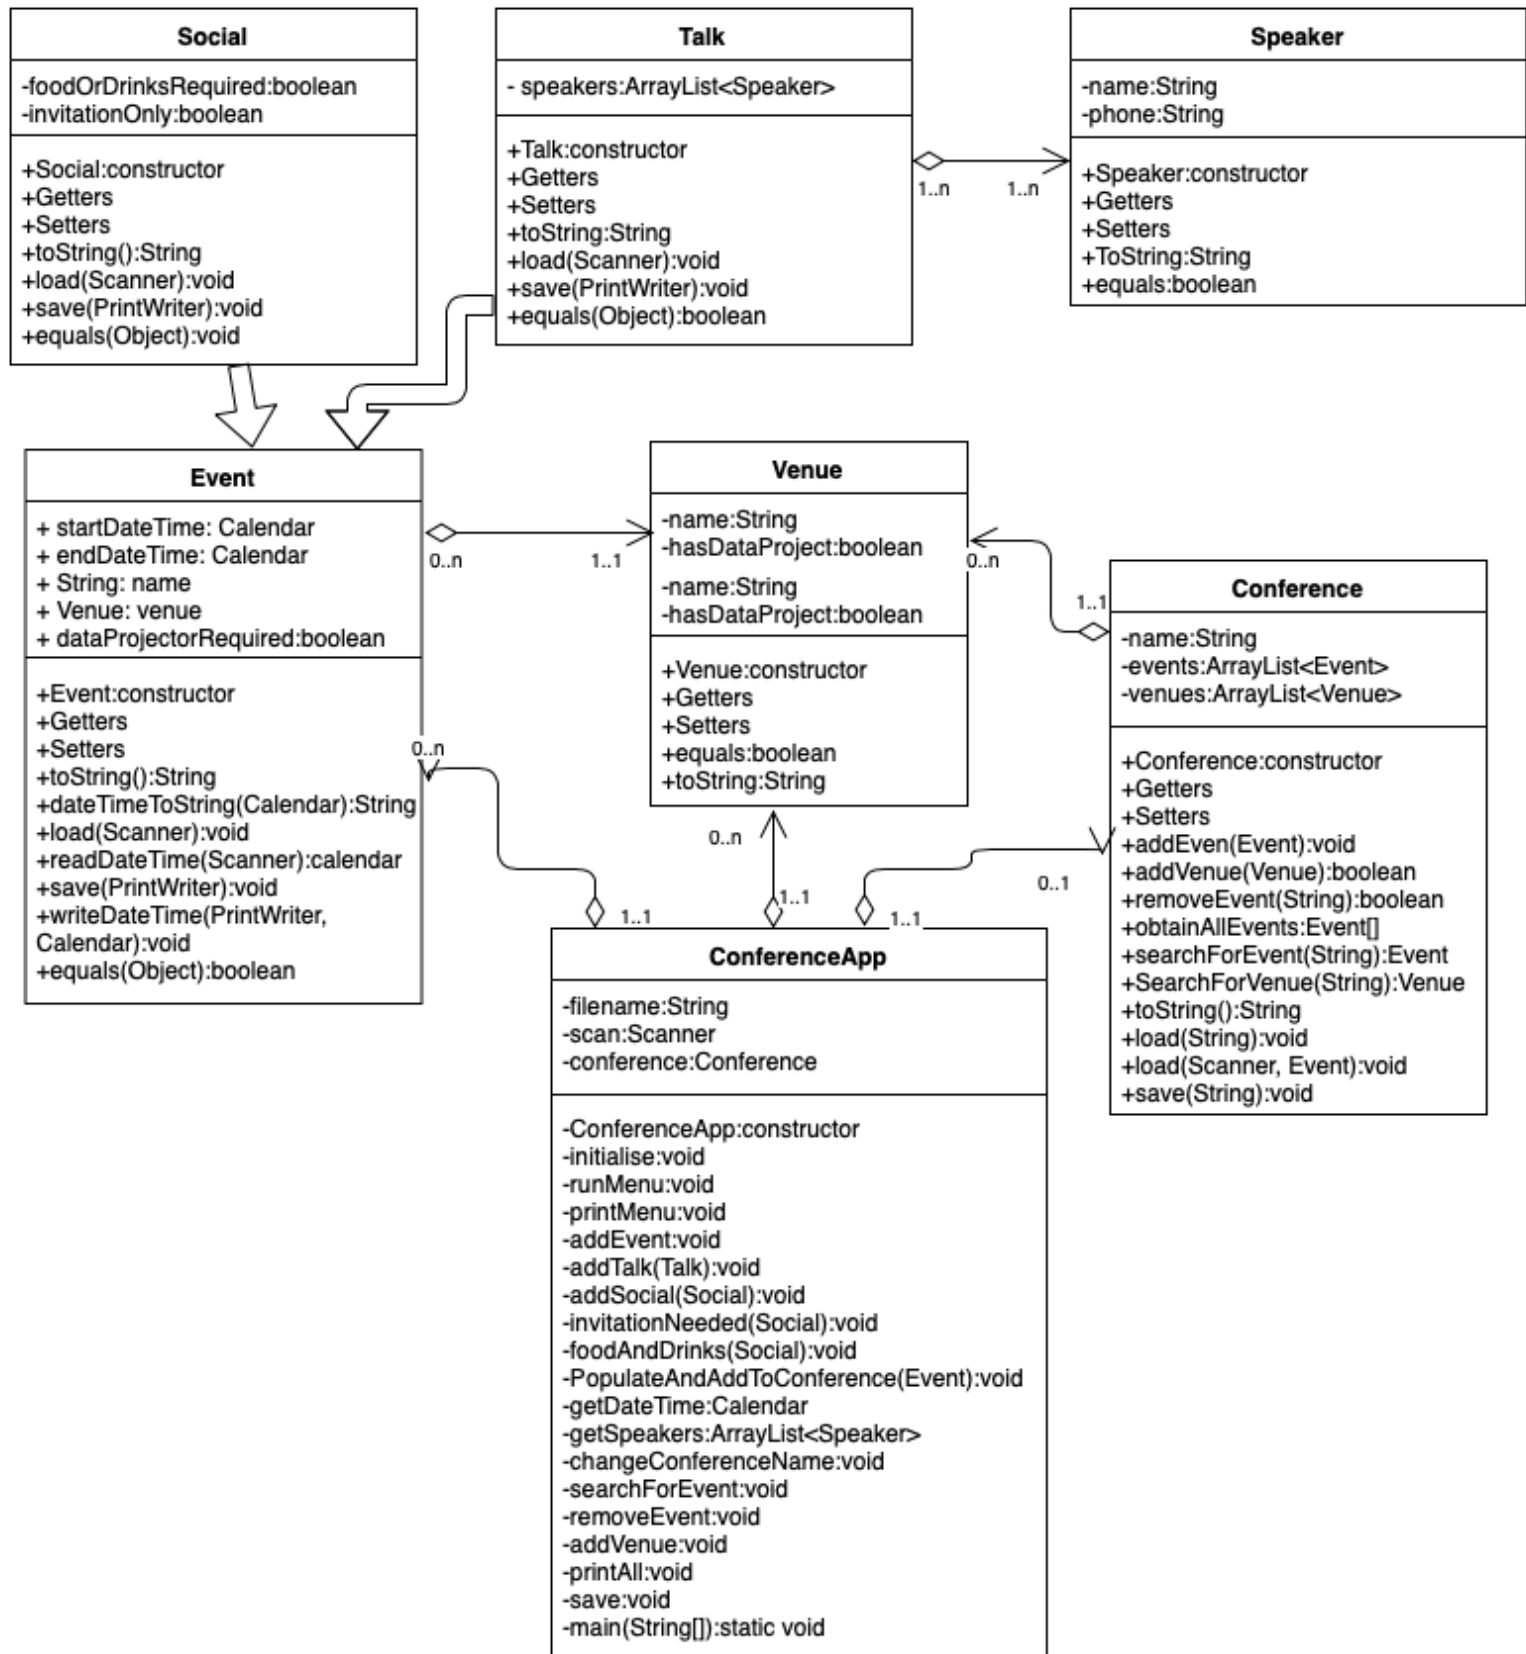 Social
-foodOrDrinksRequired:boolean
-invitationOnly:boolean
+Social:constructor
+Getters
+Setters
+toString():String
+load(Scanner):void
+save(PrintWriter):void
+equals(Object):void
Talk
- speakers:ArrayList<Speaker>
+Talk:constructor
+Getters
+Setters
+toString:String
+load(Scanner):void
+save(PrintWriter):void
+equals(Object):boolean
1..n
1..n
Speaker
-name:String
-phone:String
+Speaker:constructor
+Getters
+Setters
+ToString:String
+equals:boolean
Event
+ startDateTime: Calendar
+ endDateTime: Calendar
+ String: name
+ Venue: venue
+ dataProjectorRequired:boolean
+Event:constructor
+Getters
+Setters
+toString():String
+dateTimeToString(Calendar):String
+load(Scanner):void
+readDateTime(Scanner):calendar
+save(PrintWriter):void
+writeDateTime(PrintWriter,
Calendar):void
+equals(Object):boolean
0..n
1..1
0..n
Venue
-name:String
-hasDataProject:boolean
-name:String
-hasDataProject:boolean
+Venue:constructor
+Getters
+Setters
+equals:boolean
+toString:String
0..n
1..1
Conference
-name:String
-events:ArrayList<Event>
-venues:ArrayList<Venue>
+Conference:constructor
+Getters
+Setters
+addEven(Event):void
+addVenue(Venue):boolean
+removeEvent(String):boolean
+obtainAllEvents:Event[]
+searchForEvent(String):Event
+SearchForVenue(String):Venue
+toString():String
+load(String):void
+load(Scanner, Event):void
+save(String):void
0..n
0..1
1..1
1..1
1..1
ConferenceApp
-filename:String
-scan:Scanner
-conference:Conference
-ConferenceApp:constructor
-initialise:void
-runMenu:void
-printMenu:void
-addEvent:void
-addTalk(Talk):void
-addSocial(Social):void
-invitationNeeded(Social):void
-foodAndDrinks(Social):void
-PopulateAndAddToConference(Event):void
-getDateTime:Calendar
-getSpeakers:ArrayList<Speaker>
-changeConferenceName:void
-searchForEvent:void
-removeEvent:void
-addVenue:void
-printAll:void
-save:void
-main(String[]):static void